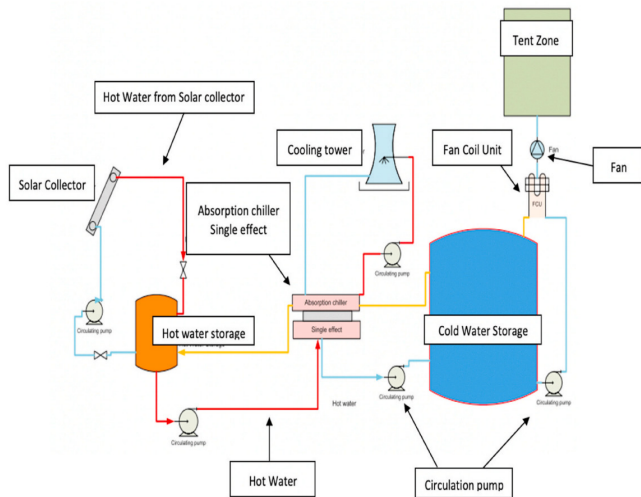 Tent Zone
Hot Water from Solar collector
Cooling tower
Fan Coil Unit
Fan
Fan
Solar Collector
FCU
Absorption chiller
Single effect
Circulating pump
Absorption chiller
Circulating pump
Hot water storage
Single effect
Cold Water Storage
Hot water
Circulating pump
Circulating pump
Circulating pump
Hot Water
Circulation pump